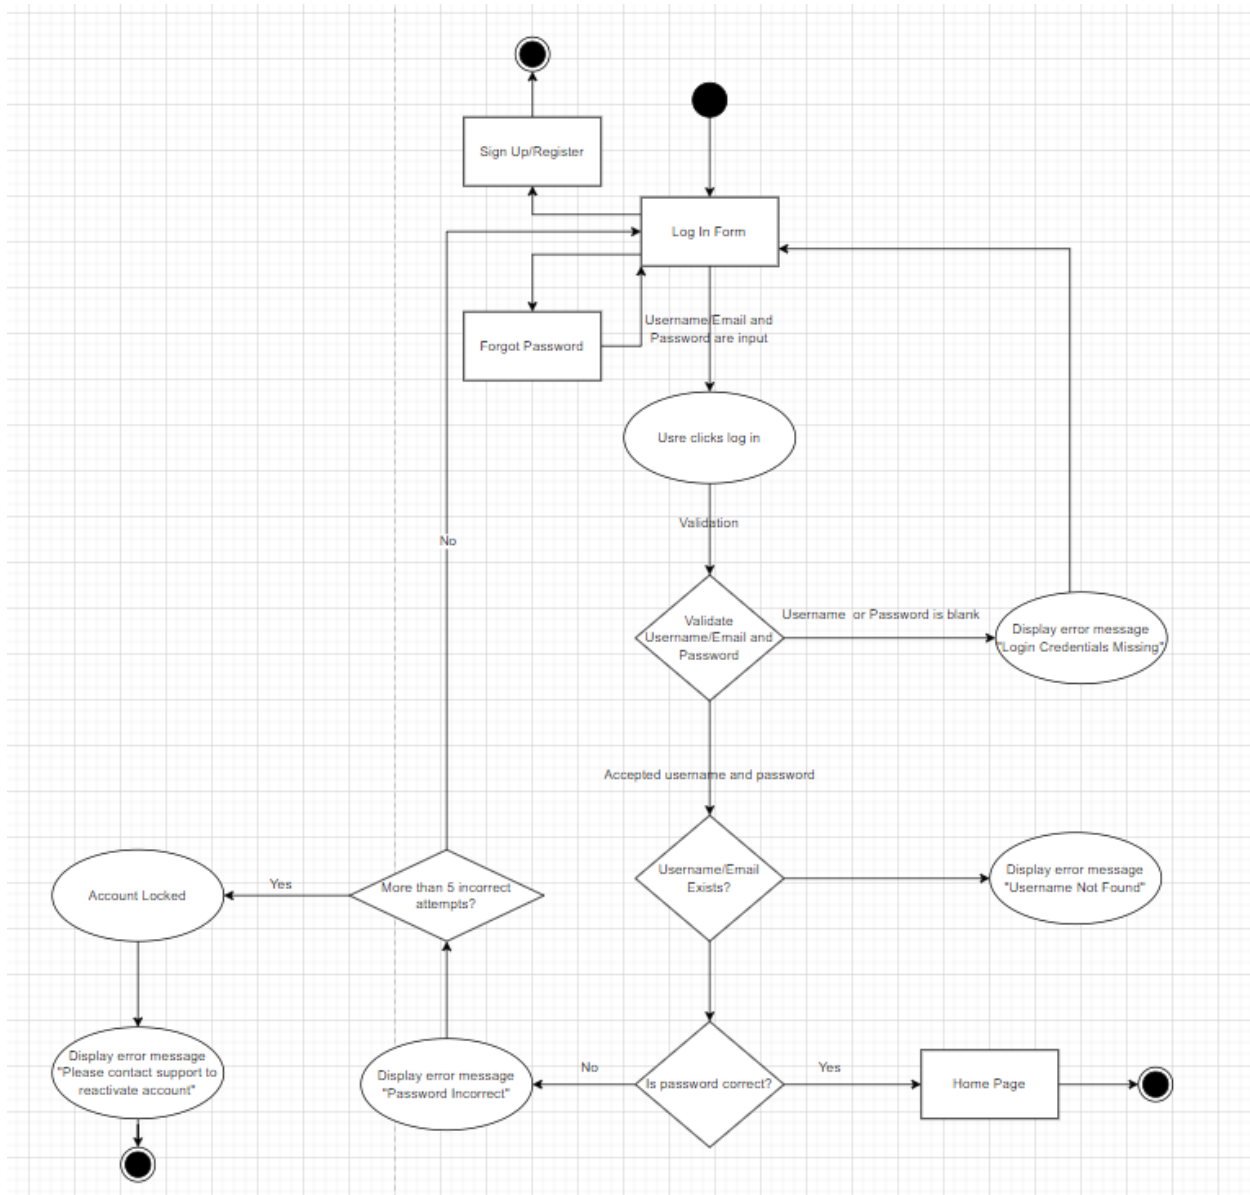 Sign Up/Register
Log In Form
Username/Email and
Password are input
Forgot Password
Usre clicks log in
Validation
No
Validate
Username/Email and
Password
Username  or Password is blank
Display error message
"Login Credentials Missing"
Accepted username and password
Username/Email
Exists?
Display error message
"Username Not Found"
More than 5 incorrect
attempts?
Yes
Account Locked
Display error message
"Please contact support to
reactivate account"
Display error message
"Password Incorrect"
No
Is password correct?
Yes
Home Page